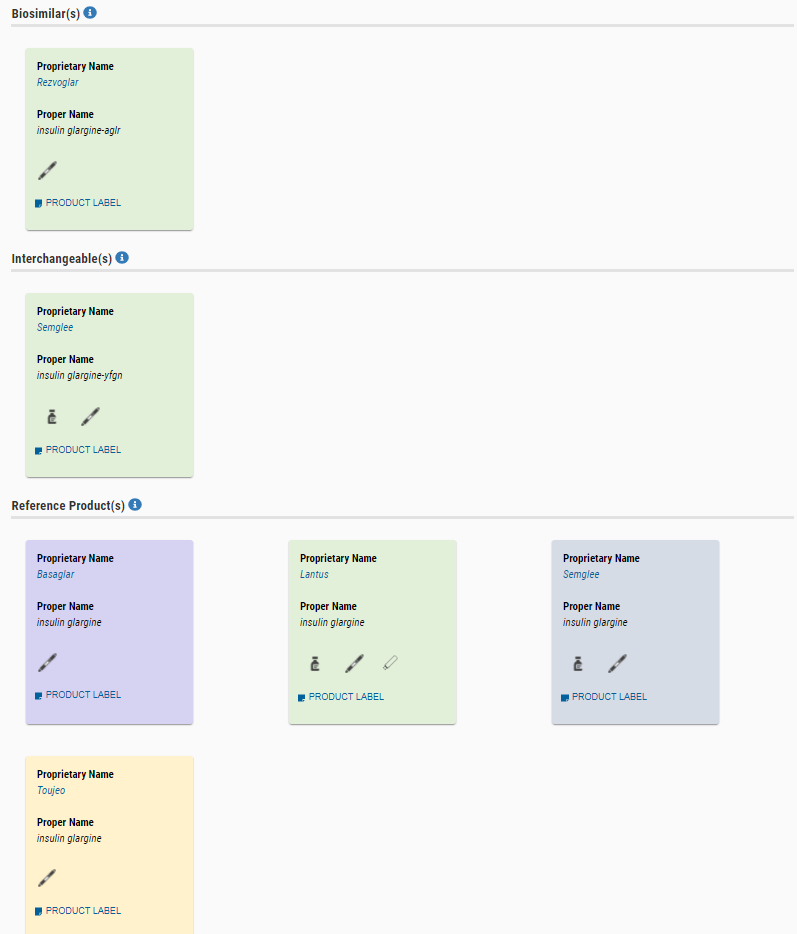 Biosimilar(s)
Proprietary Name
Rezvoglar
Proper Name
insulin glargine-aglr
PRODUCT LABEL
Interchangeable(s)
Proprietary Name
Semglee
Proper Name
insulin glargine-yfgn
PRODUCT LABEL
Reference Product(s)
Proprietary Name
Basaglar
Proper Name
insulin glargine
PRODUCT LABEL
Proprietary Name
Lantus
Proper Name
insulin glargine
PRODUCT LABEL
Proprietary Name
Semglee
Proper Name
insulin glargine
PRODUCT LABEL
Proprietary Name
Toujeo
Proper Name
insulin glargine
PRODUCT LABEL